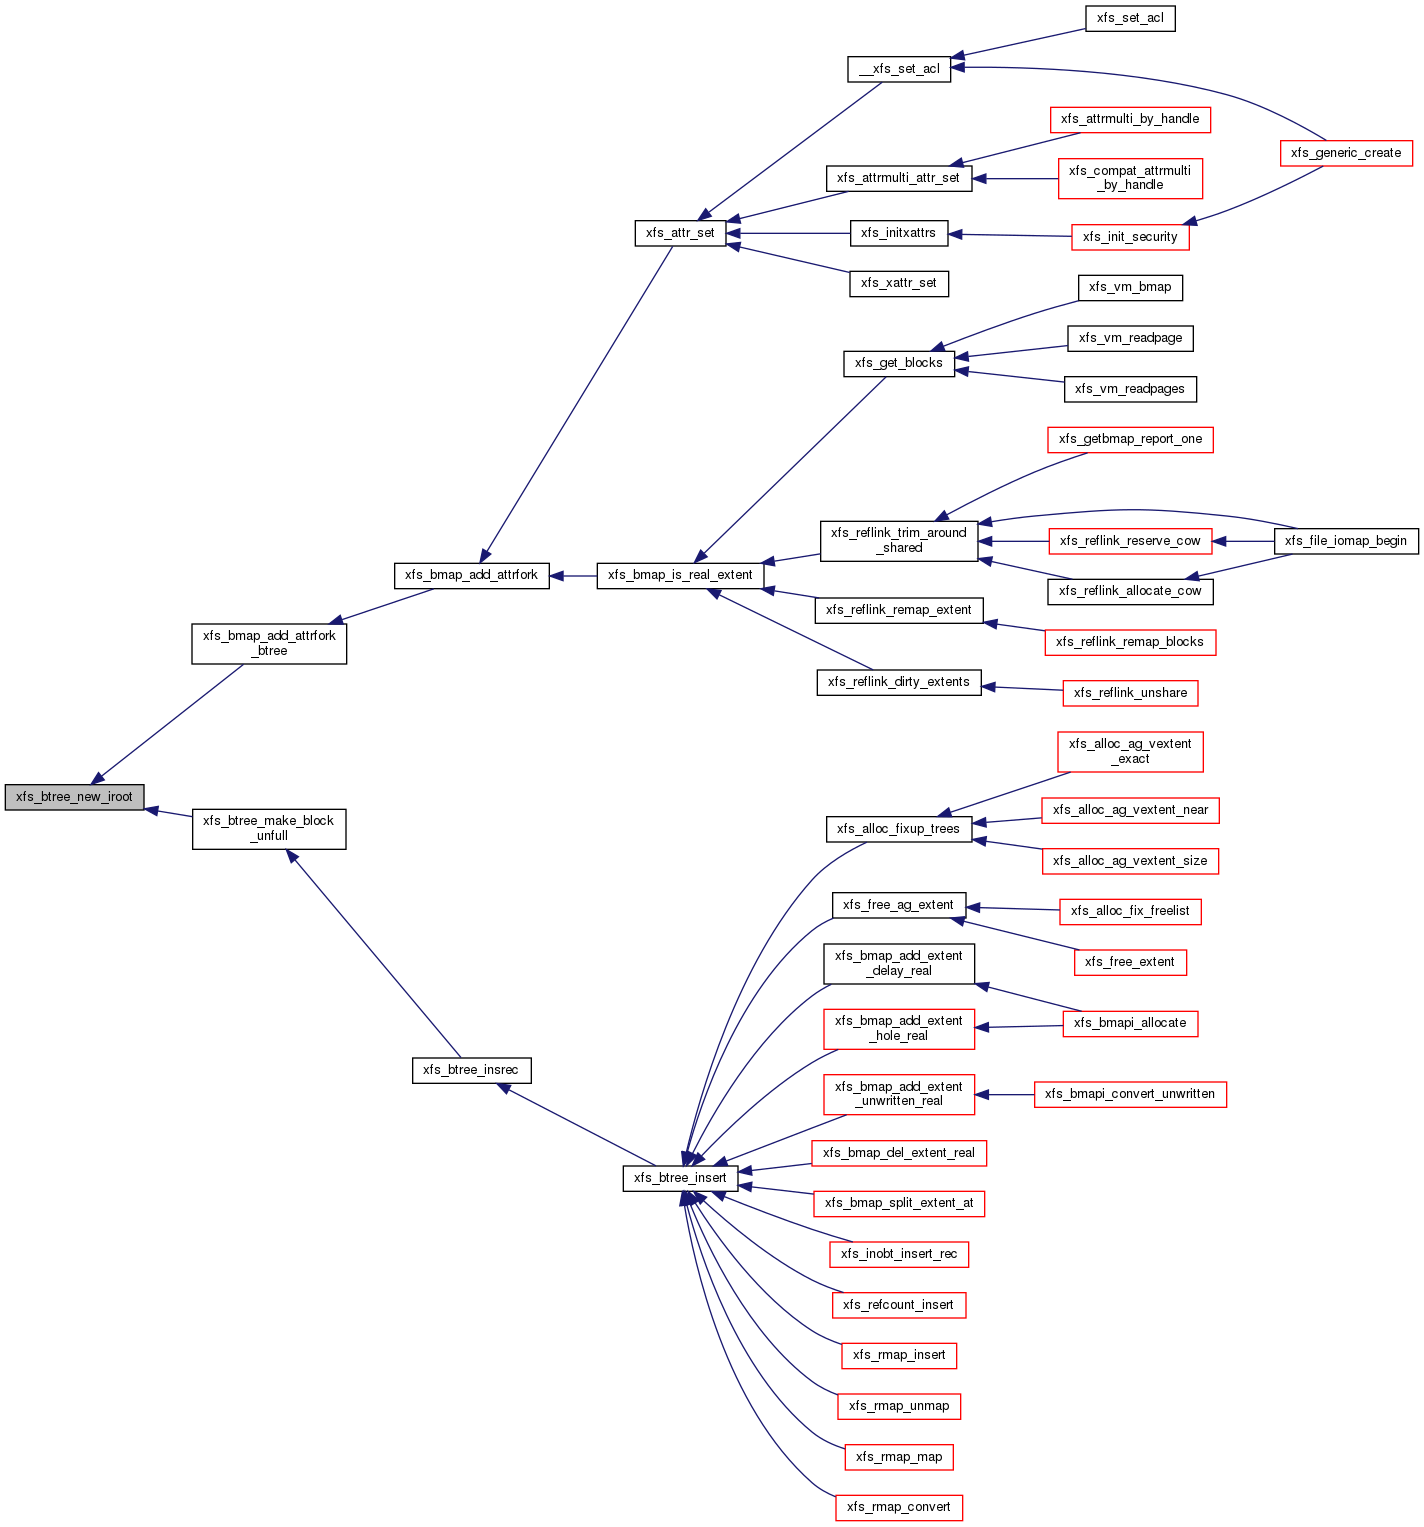 xfs_set_acl
__xfs_set_acl
xfs_attrmulti_by_handle
xfs_generic_create
xfs_attrmulti_attr_set
xfs_compat_attrmulti
_by_handle
xfs_attr_set
xfs_initxattrs
xfs_init_security
xfs_xattr_set
xfs_vm_bmap
xfs_vm_readpage
xfs_get_blocks
xfs_vm_readpages
xfs_getbmap_report_one
xfs_reflink_trim_around
_shared
xfs_reflink_reserve_cow
xfs_file_iomap_begin
xfs_bmap_add_attrfork
xfs_bmap_is_real_extent
xfs_reflink_allocate_cow
xfs_reflink_remap_extent
xfs_bmap_add_attrfork
_btree
xfs_reflink_remap_blocks
xfs_reflink_dirty_extents
xfs_reflink_unshare
xfs_alloc_ag_vextent
_exact
xfs_btree_new_iroot
xfs_alloc_ag_vextent_near
xfs_btree_make_block
_unfull
xfs_alloc_fixup_trees
xfs_alloc_ag_vextent_size
xfs_free_ag_extent
xfs_alloc_fix_freelist
xfs_bmap_add_extent
_delay_real
xfs_free_extent
xfs_bmap_add_extent
_hole_real
xfs_bmapi_allocate
xfs_btree_insrec
xfs_bmap_add_extent
_unwritten_real
xfs_bmapi_convert_unwritten
xfs_bmap_del_extent_real
xfs_btree_insert
xfs_bmap_split_extent_at
xfs_inobt_insert_rec
xfs_refcount_insert
xfs_rmap_insert
xfs_rmap_unmap
xfs_rmap_map
xfs_rmap_convert